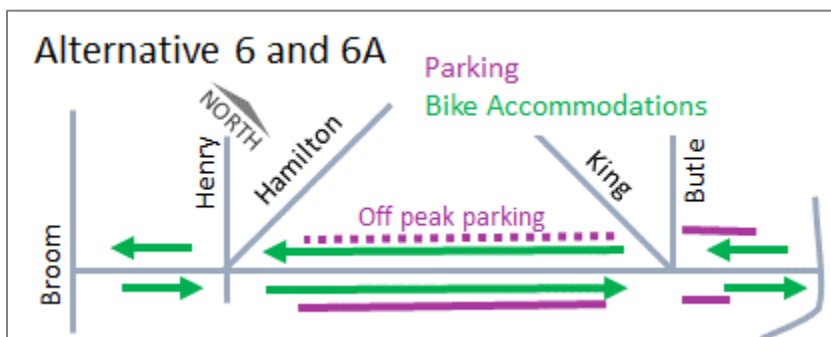 Alternative 6 and 6A
Parking
Bike Accommodations
NORTH
Henry
Hamilton
King
Butle
Off peak parking
Broom